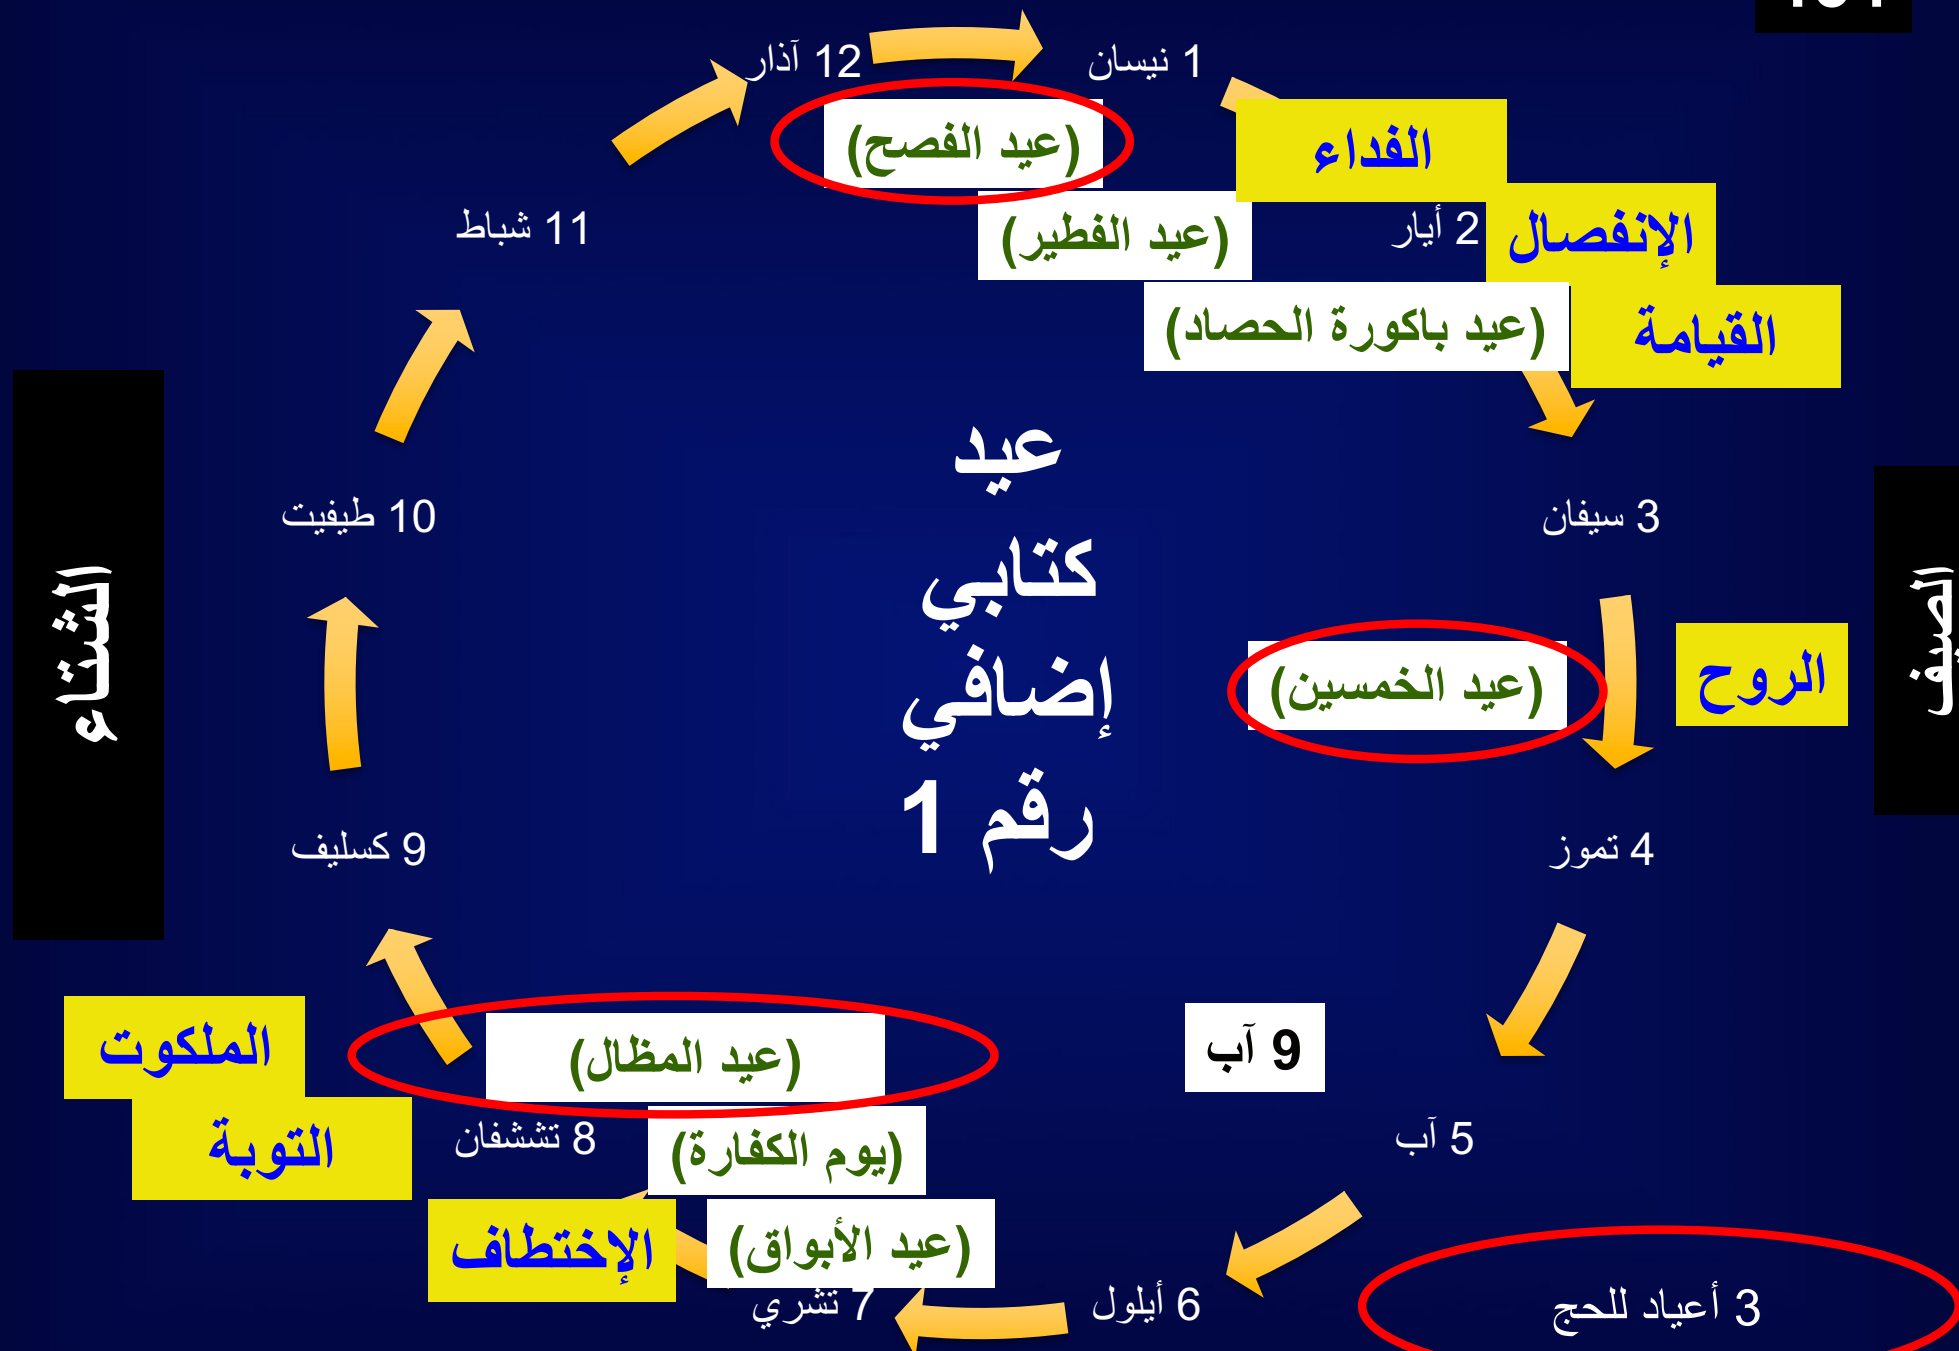 12 آذار
1 نيسان
(عيد الفصح)
الفداء
(عيد الفطير)
2 أيار
الإنفصال
11 شباط
(عيد باكورة الحصاد)
القيامة
عيد
كتابي
إضافي
رقم 1
10 طيفيت
3 سيفان
الشتاء
الصيف
(عيد الخمسين)
الروح
9 كسليف
4 تموز
(عيد المظال)
الملكوت
9 آب
(يوم الكفارة)
التوبة
8 تششفان
5 آب
(عيد الأبواق)
الإختطاف
7 تشري
6 أيلول
3 أعياد للحج